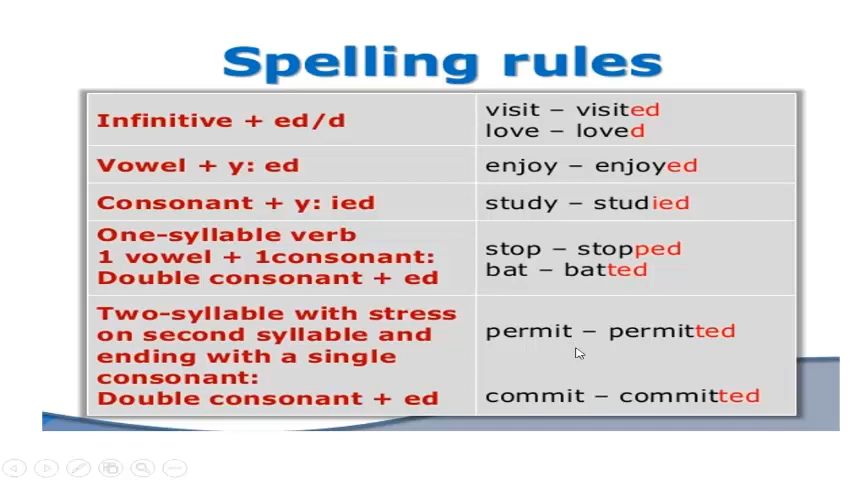 Spelling rules
Infinitive + ed/d
visit – visited
love – loved
Vowel + y: ed
enjoy – enjoyed
Consonant + y: ied
study – studied
One-syllable verb
1 vowel + 1consonant:
Double consonant + ed
stop – stopped
bat – batted
Two-syllable with stress
on second syllable and
ending with a single
consonant:
Double consonant + ed
permit – permitted
commit – committed